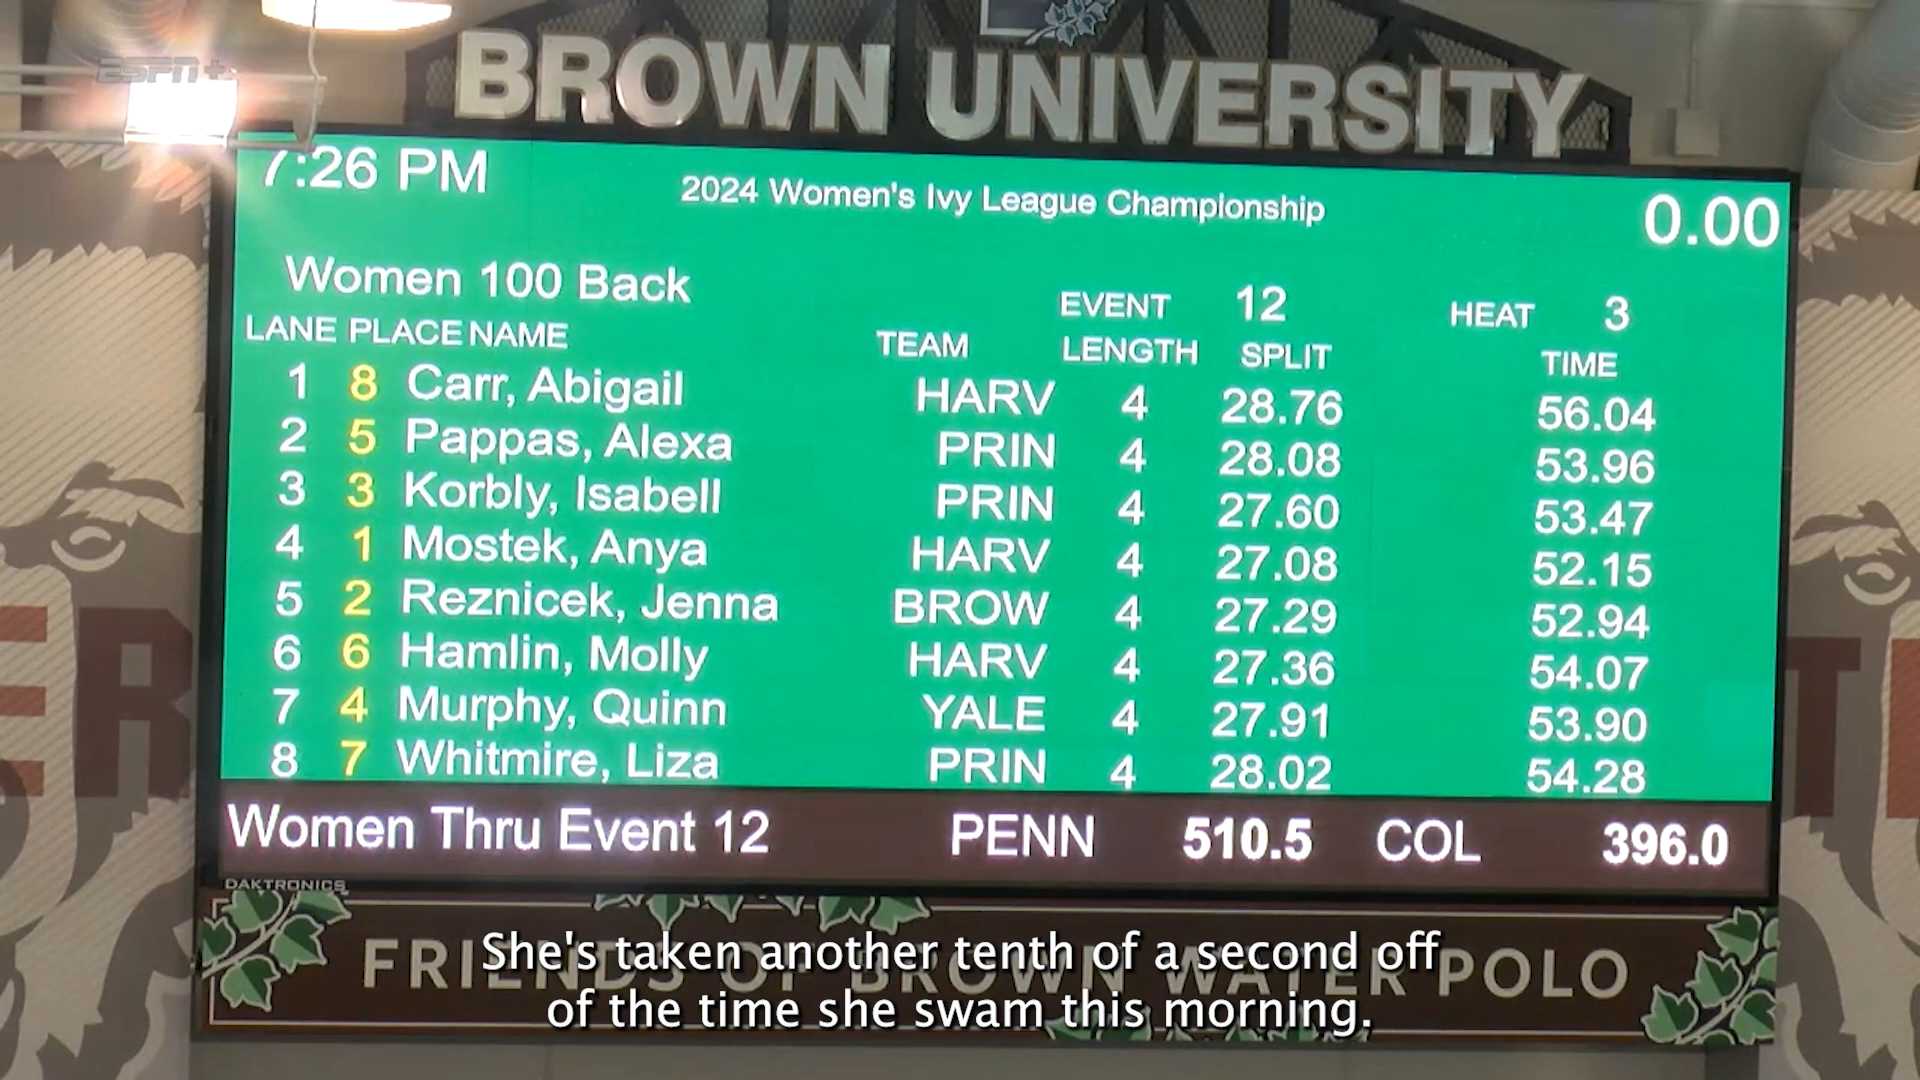 ESPN+
BROWN UNIVERSITY
7:26 PM
2024 Women's Ivy League Championship
0.00
Women 100 Back
EVENT 12 HEAT 3
LANE PLACE NAME TEAM LENGTH SPLIT TIME
1 8 Carr, Abigail HARV 4 28.76 56.04
2 5 Pappas, Alexa PRIN 4 28.08 53.96
3 3 Korbly, Isabell PRIN 4 27.60 53.47
4 1 Mostek, Anya HARV 4 27.08 52.15
5 2 Reznicek, Jenna BROW 4 27.29 52.94
6 6 Hamlin, Molly HARV 4 27.36 54.07
7 4 Murphy, Quinn YALE 4 27.91 53.90
8 7 Whitmire, Liza PRIN 4 28.02 54.28
Women Thru Event 12 PENN 510.5 COL 396.0
DAKTRONICS
FRIENDS OF BROWN WATER POLO
She's taken another tenth of a second off
of the time she swam this morning.